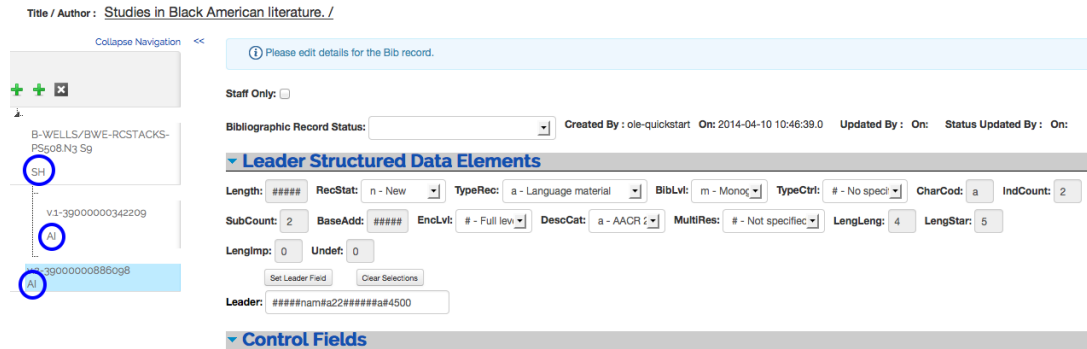 Title / Author : Studies in Black American literature. /
Collapse Navigation <<
Please edit details for the Bib record.
Staff Only:
B-WELLS/BWE-RCSTACKS-
PS508.N3 S9
SH
v.1-39000000342209
AI
v.2-39000000886098
AI
Bibliographic Record Status: Created By : ole-quickstart On: 2014-04-10 10:46:39.0 Updated By : On: Status Updated By : On:
Leader Structured Data Elements
Length: ##### RecStat: n - New TypeRec: a - Language material BibLvl: m - Monog TypeCtrl: # - No specif CharCod: a IndCount: 2
SubCount: 2 BaseAdd: ##### EncLvl: # - Full leve DescCat: a - AACR 2 MultiRes: # - Not specified LengLeng: 4 LengStar: 5
LengImp: 0 Undef: 0
Set Leader Field Clear Selections
Leader: #####nam#a22######a#4500
Control Fields